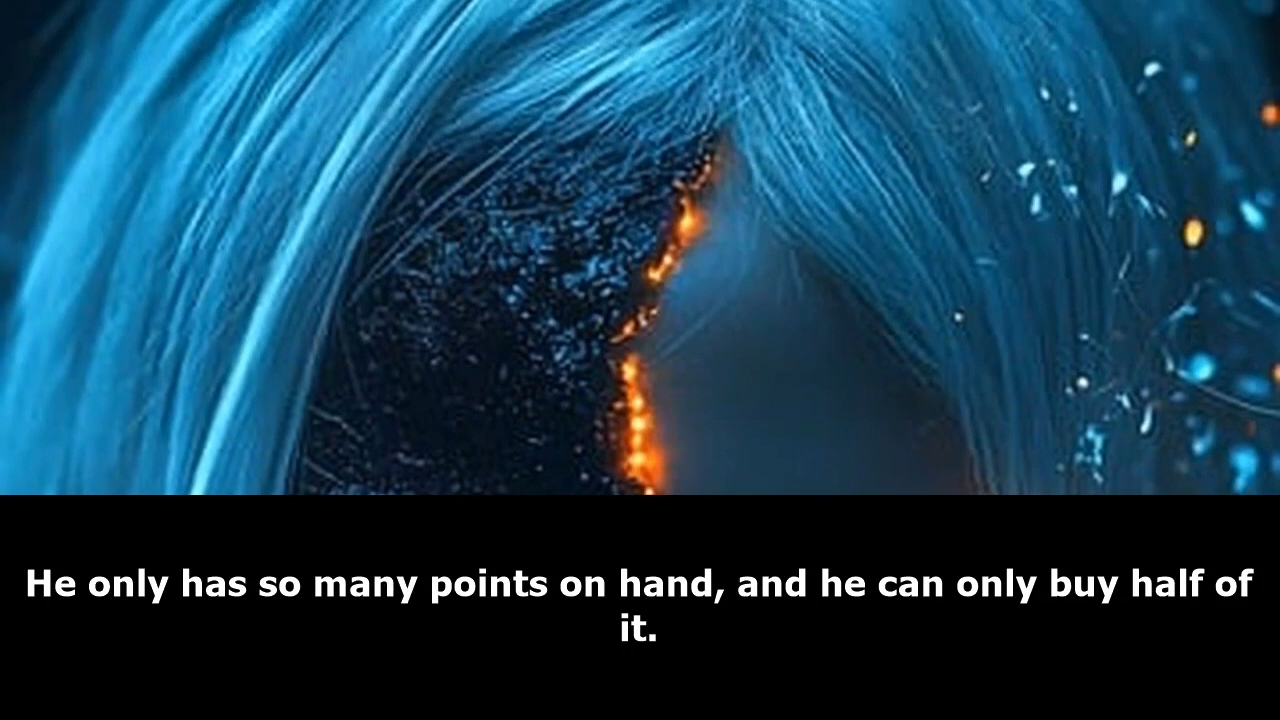 He only has so many points on hand, and he can only buy half of
it.